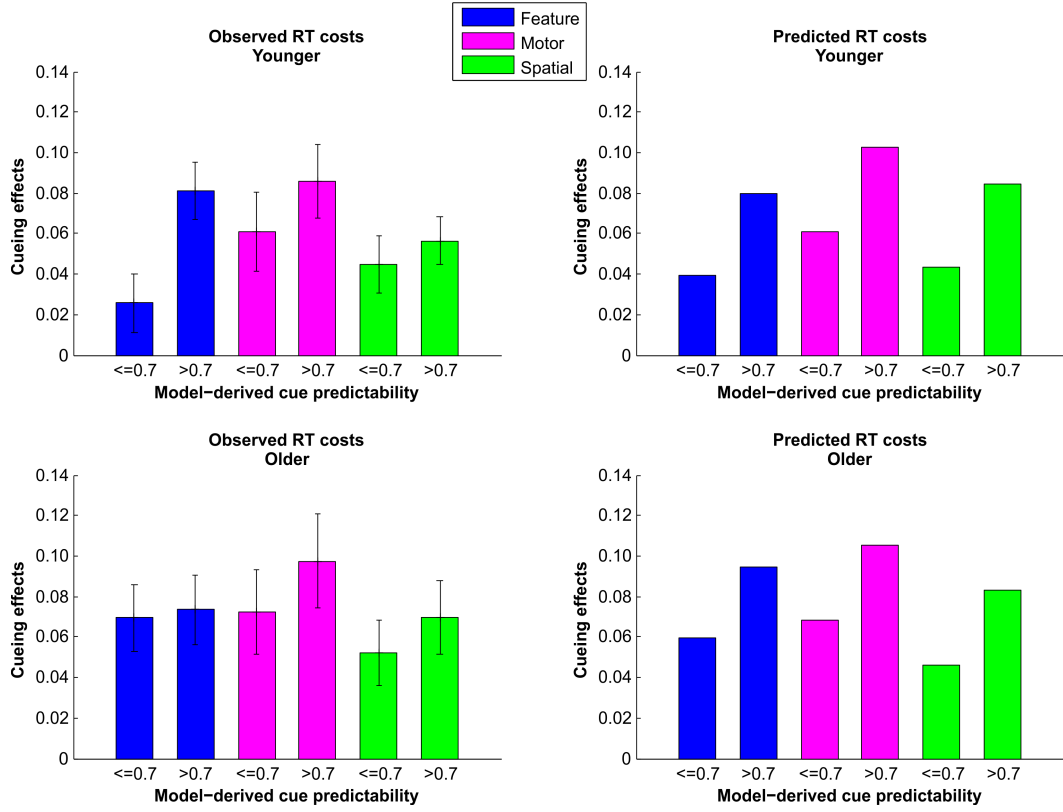 Feature
Motor
Spatial
Observed RT costs
Younger
0.14
0.12
0.10
0.08
0.06
0.04
0.02
0
Cueing effects
<=0.7 >0.7 <=0.7 >0.7 <=0.7 >0.7
Model−derived cue predictability
Predicted RT costs
Younger
0.14
0.12
0.10
0.08
0.06
0.04
0.02
0
Cueing effects
<=0.7 >0.7 <=0.7 >0.7 <=0.7 >0.7
Model−derived cue predictability
Observed RT costs
Older
0.14
0.12
0.10
0.08
0.06
0.04
0.02
0
Cueing effects
<=0.7 >0.7 <=0.7 >0.7 <=0.7 >0.7
Model−derived cue predictability
Predicted RT costs
Older
0.14
0.12
0.10
0.08
0.06
0.04
0.02
0
Cueing effects
<=0.7 >0.7 <=0.7 >0.7 <=0.7 >0.7
Model−derived cue predictability